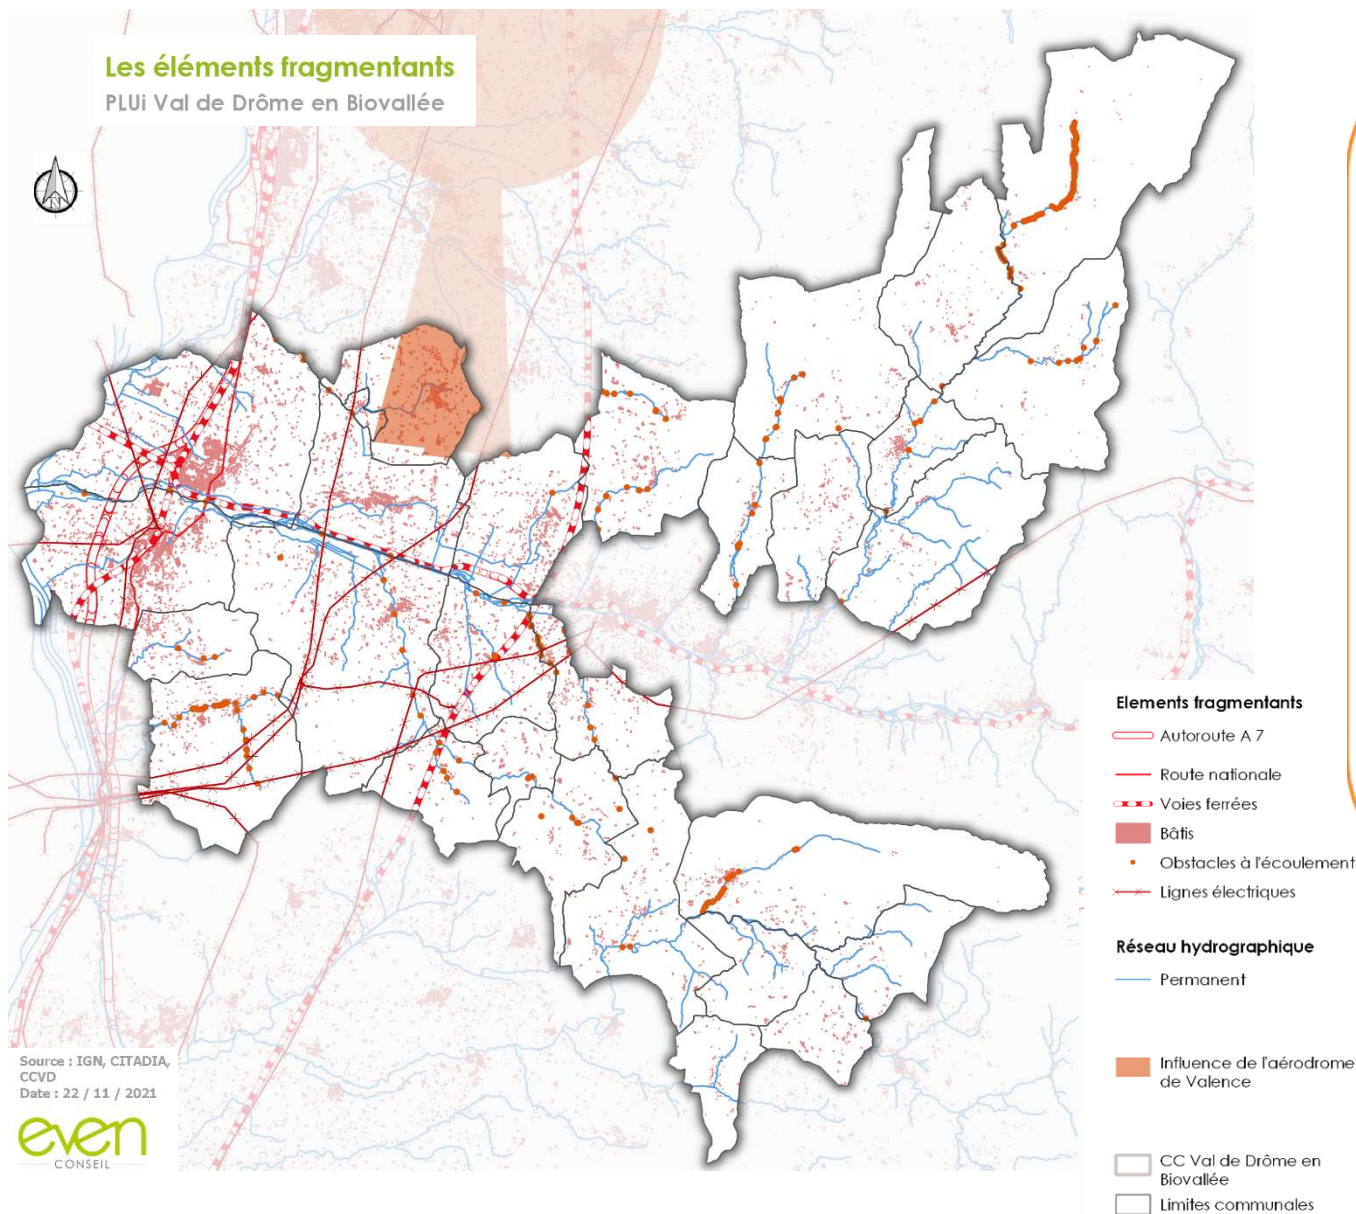 Les éléments fragmentants
PLUi Val de Drôme en Biovallée
N
Elements fragmentants
Autoroute A 7
Route nationale
Voies ferrées
Bâtis
Obstacles à l'écoulement
Lignes électriques
Réseau hydrographique
Permanent
Influence de l'aérodrome
de Valence
CC Val de Drôme en
Biovallée
Limites communales
Source : IGN, CITADIA,
CCVD
Date : 22 / 11 / 2021
even
CONSEIL